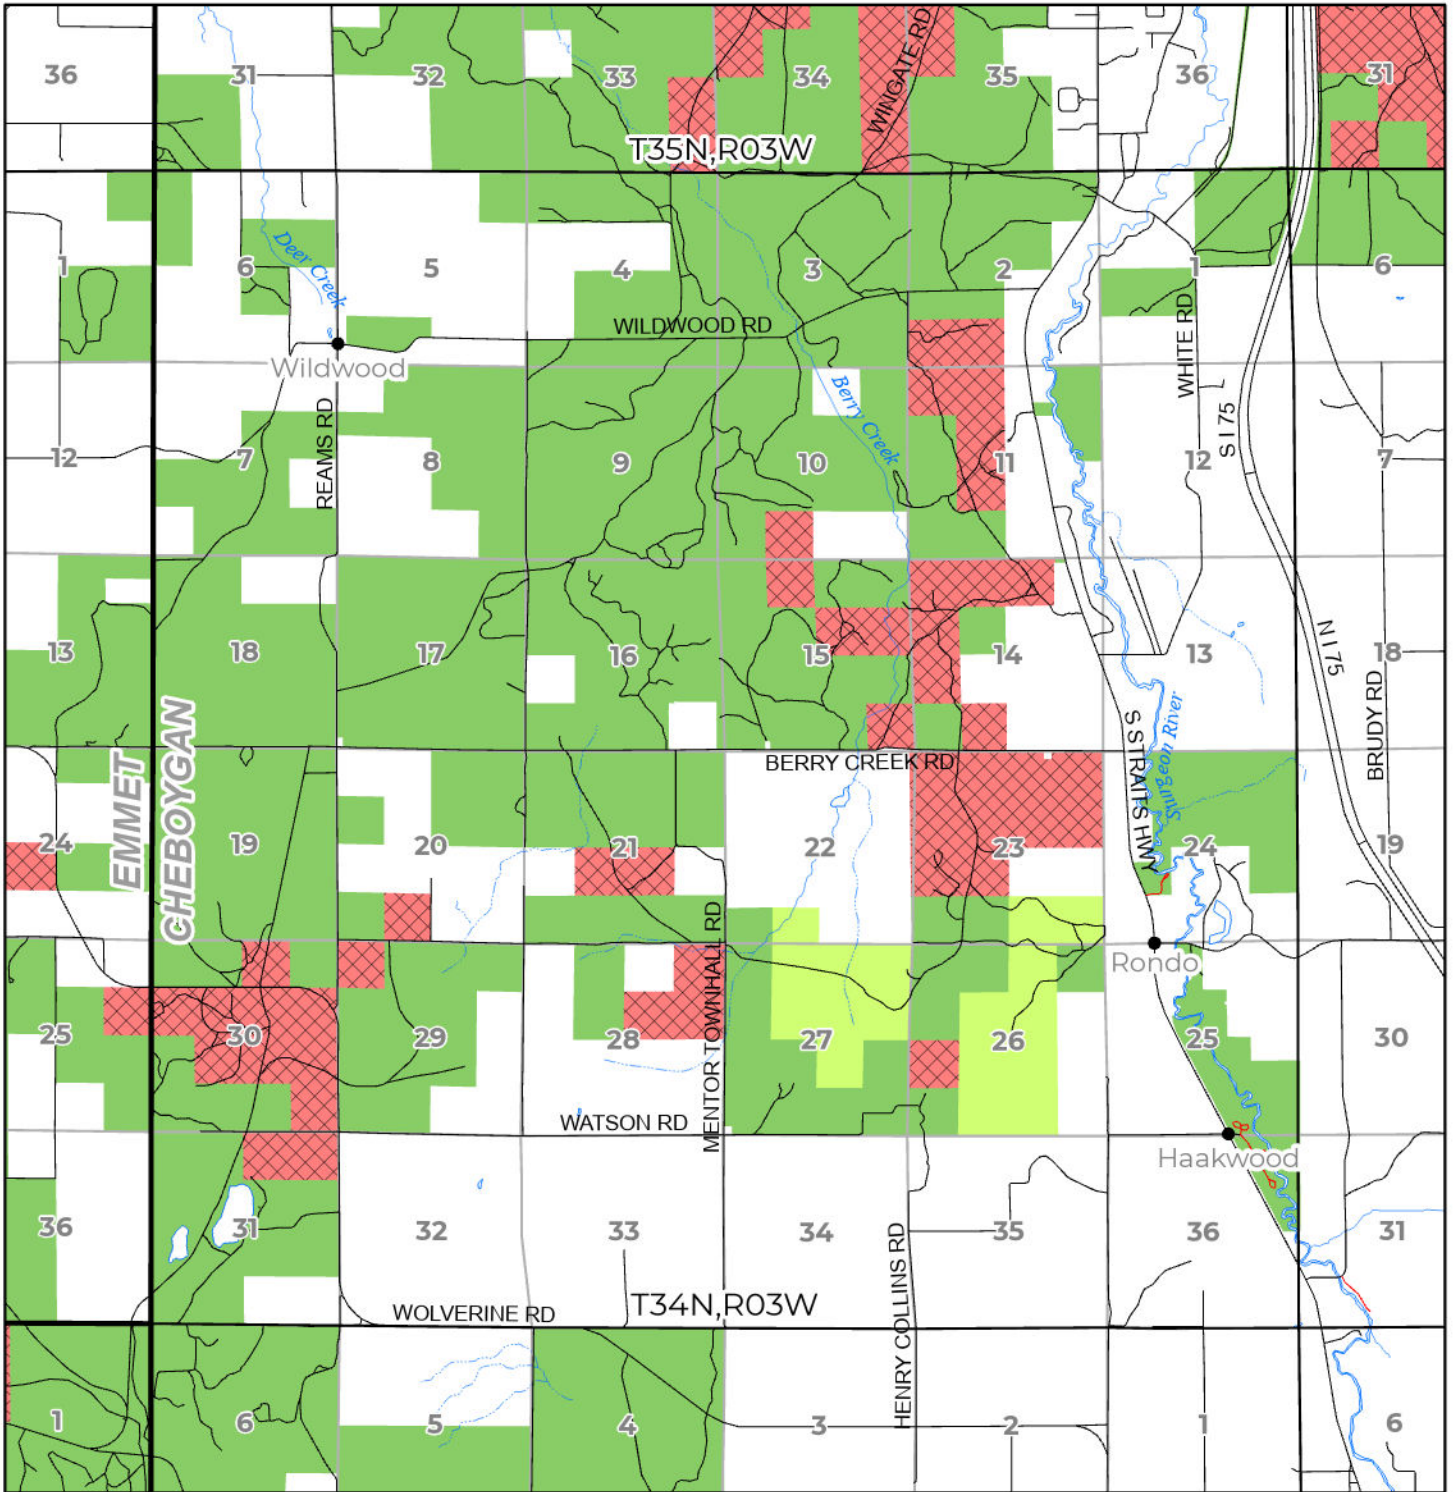 36
31
32
33
34
WINGATE RD
35
36
31
T35N,R03W
1
6
Deer Creek
5
4
3
2
1
6
WILDWOOD RD
WHITE RD
Wildwood
Berry Creek
S I 75
REAMS RD
12
7
8
9
10
11
12
7
13
18
17
16
15
14
13
18
N I 75
BRUDY RD
EMMET
CHEBOYGAN
S STRAITS HWY
Sturgeon River
BERRY CREEK RD
24
19
20
21
22
23
24
19
MENTOR TOWNHALL RD
Rondo
25
30
29
28
27
26
25
30
WATSON RD
Haakwood
36
31
32
33
34
35
36
31
HENRY COLLINS RD
WOLVERINE RD
T34N,R03W
1
6
5
4
3
2
1
6